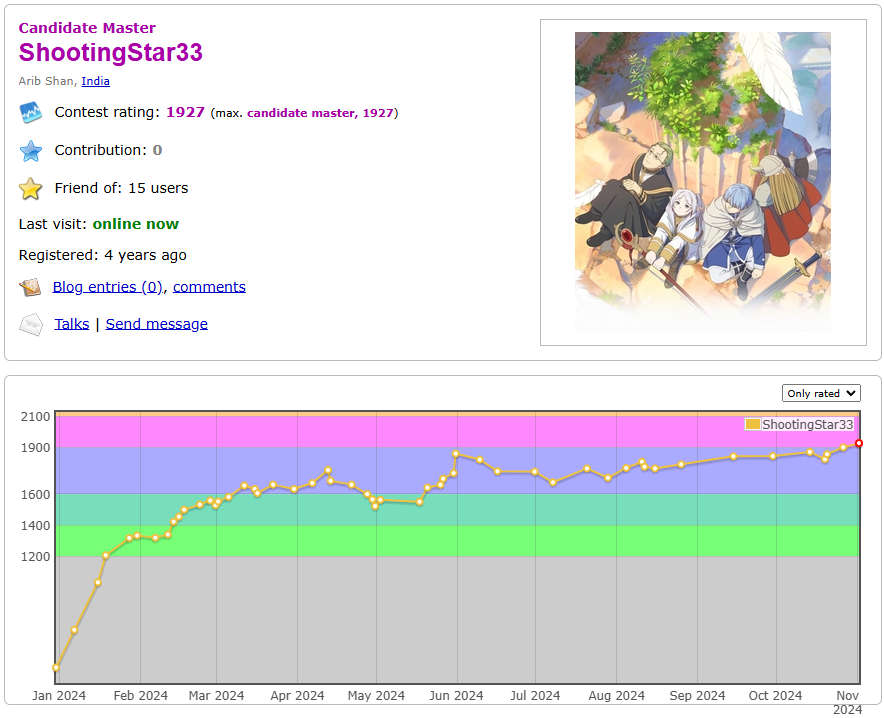 Candidate Master
ShootingStar33
Arib Shan, India
Contest rating: 1927 (max. candidate master, 1927)
Contribution: 0
Friend of: 15 users
Last visit: online now
Registered: 4 years ago
Blog entries (0), comments
Talks | Send message
Only rated
ShootingStar33
2100
1900
1600
1400
1200
Jan 2024 Feb 2024 Mar 2024 Apr 2024 May 2024 Jun 2024 Jul 2024 Aug 2024 Sep 2024 Oct 2024 Nov 2024